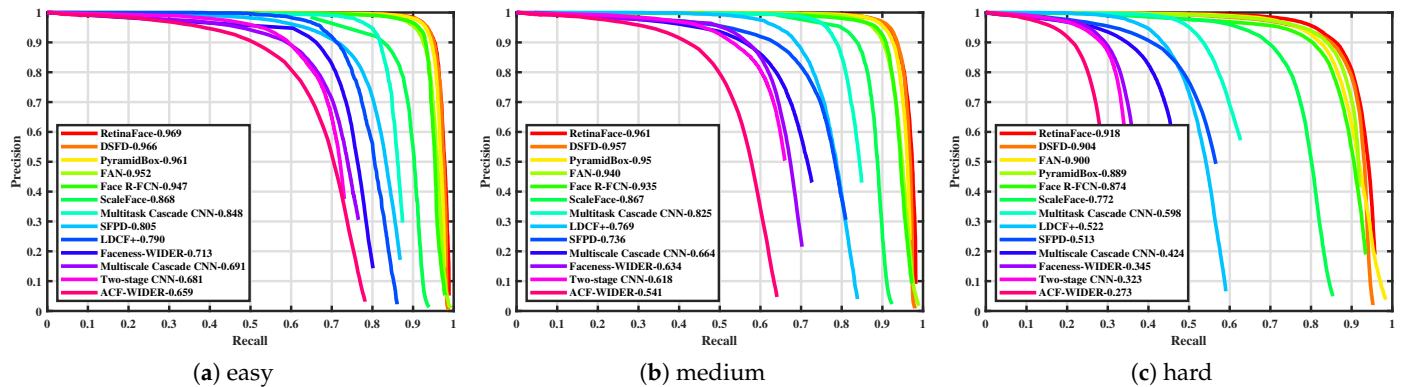 1
0.9
0.8
0.7
0.6
0.5
0.4
0.3
0.2
0.1
0
Precision
RetinaFace-0.969
DSFD-0.966
PyramidBox-0.961
FAN-0.952
Face R-FCN-0.947
ScaleFace-0.868
Multitask Cascade CNN-0.848
SFPD-0.805
LDCF+-0.790
Faceness-WIDER-0.713
Multiscale Cascade CNN-0.691
Two-stage CNN-0.681
ACF-WIDER-0.659
0 0.1 0.2 0.3 0.4 0.5 0.6 0.7 0.8 0.9 1
Recall
(a) easy
1
0.9
0.8
0.7
0.6
0.5
0.4
0.3
0.2
0.1
0
Precision
RetinaFace-0.961
DSFD-0.957
PyramidBox-0.95
FAN-0.940
Face R-FCN-0.935
ScaleFace-0.867
Multitask Cascade CNN-0.825
LDCF+-0.769
SFPD-0.736
Multiscale Cascade CNN-0.664
Faceness-WIDER-0.634
Two-stage CNN-0.618
ACF-WIDER-0.541
0 0.1 0.2 0.3 0.4 0.5 0.6 0.7 0.8 0.9 1
Recall
(b) medium
1
0.9
0.8
0.7
0.6
0.5
0.4
0.3
0.2
0.1
0
Precision
RetinaFace-0.918
DSFD-0.904
FAN-0.900
PyramidBox-0.889
Face R-FCN-0.874
ScaleFace-0.772
Multitask Cascade CNN-0.598
LDCF+-0.522
SFPD-0.513
Multiscale Cascade CNN-0.424
Faceness-WIDER-0.345
Two-stage CNN-0.323
ACF-WIDER-0.273
0 0.1 0.2 0.3 0.4 0.5 0.6 0.7 0.8 0.9 1
Recall
(c) hard